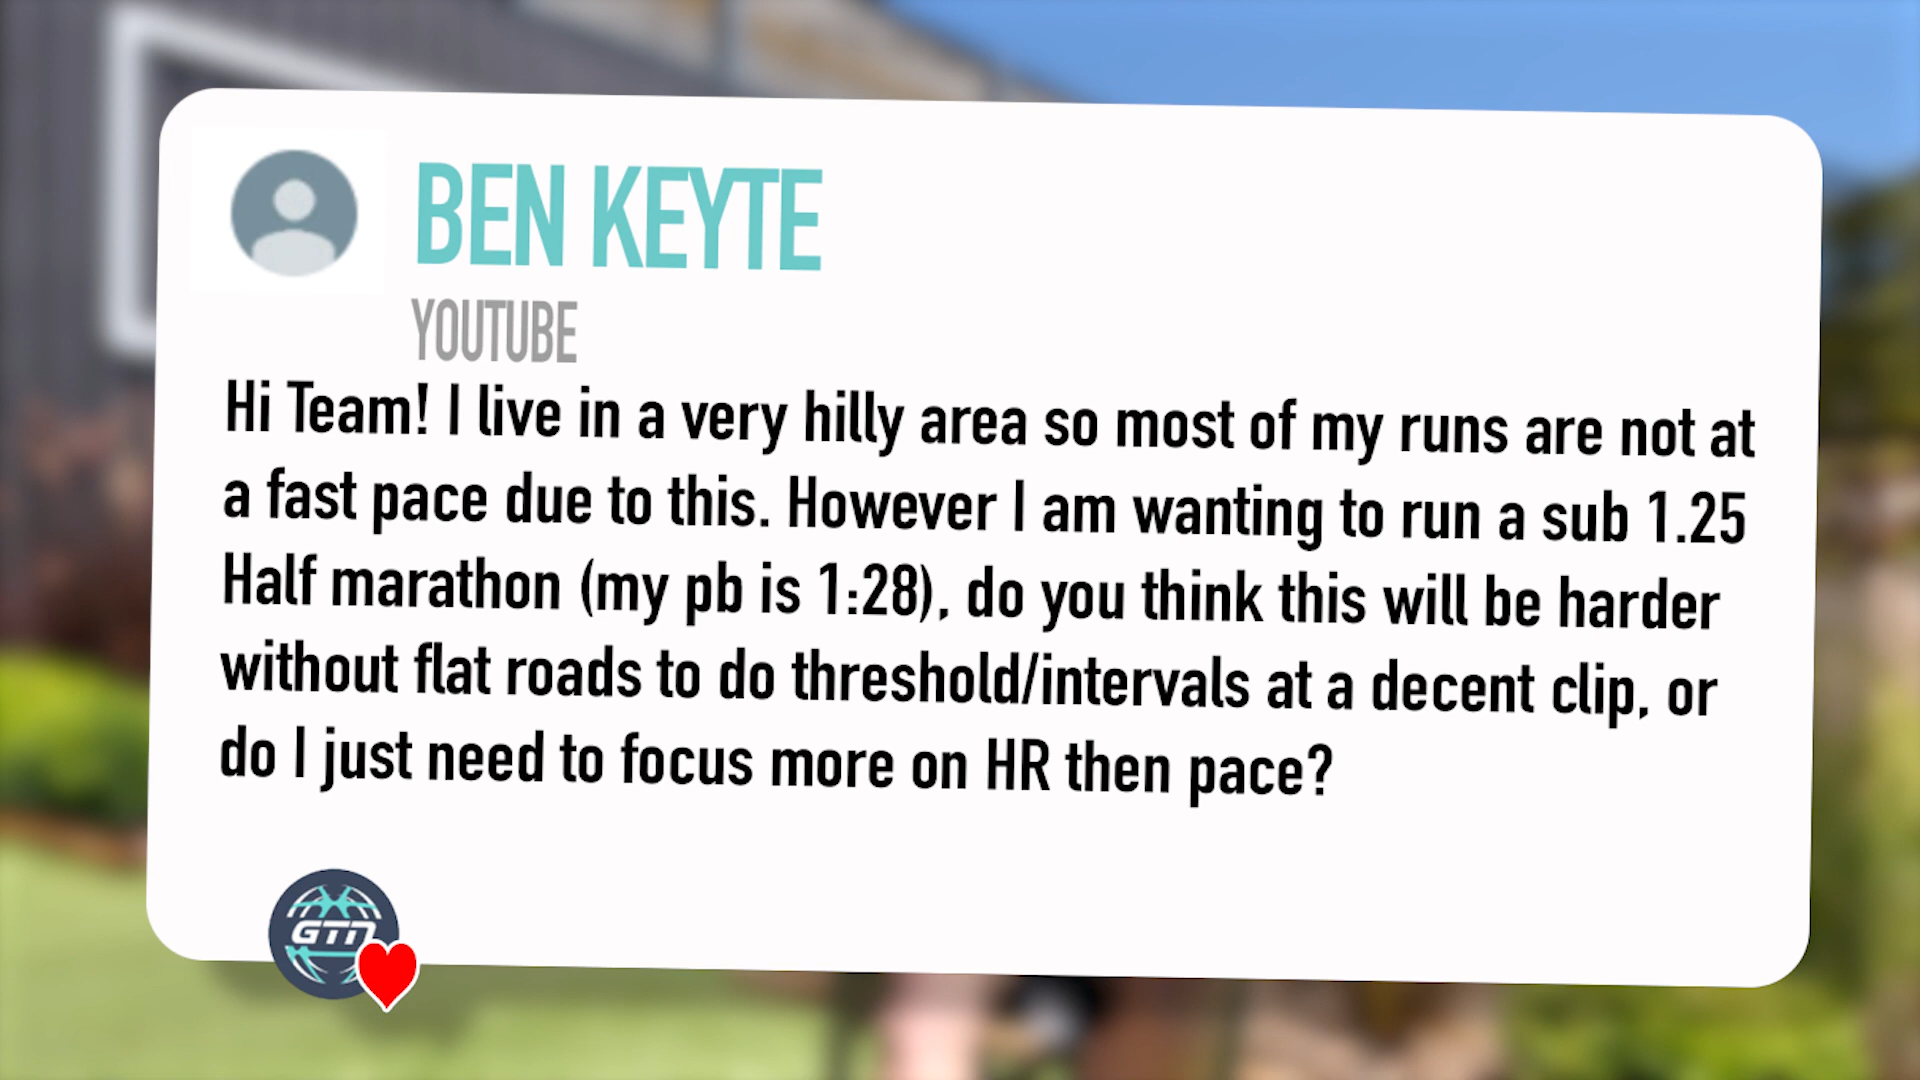 BEN KEYTE
YOUTUBE
Hi Team! I live in a very hilly area so most of my runs are not at
a fast pace due to this. However I am wanting to run a sub 1.25
Half marathon (my pb is 1:28), do you think this will be harder
without flat roads to do threshold/intervals at a decent clip, or
do I just need to focus more on HR then pace?
GTN